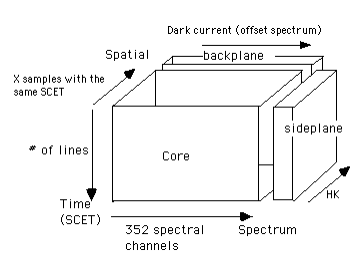 Dark current (offset spectrum)
Spatial
backplane
X samples with the
same SCET
sideplane
# of lines
Core
HK
Time
(SCET)
352 spectral
channels
Spectrum